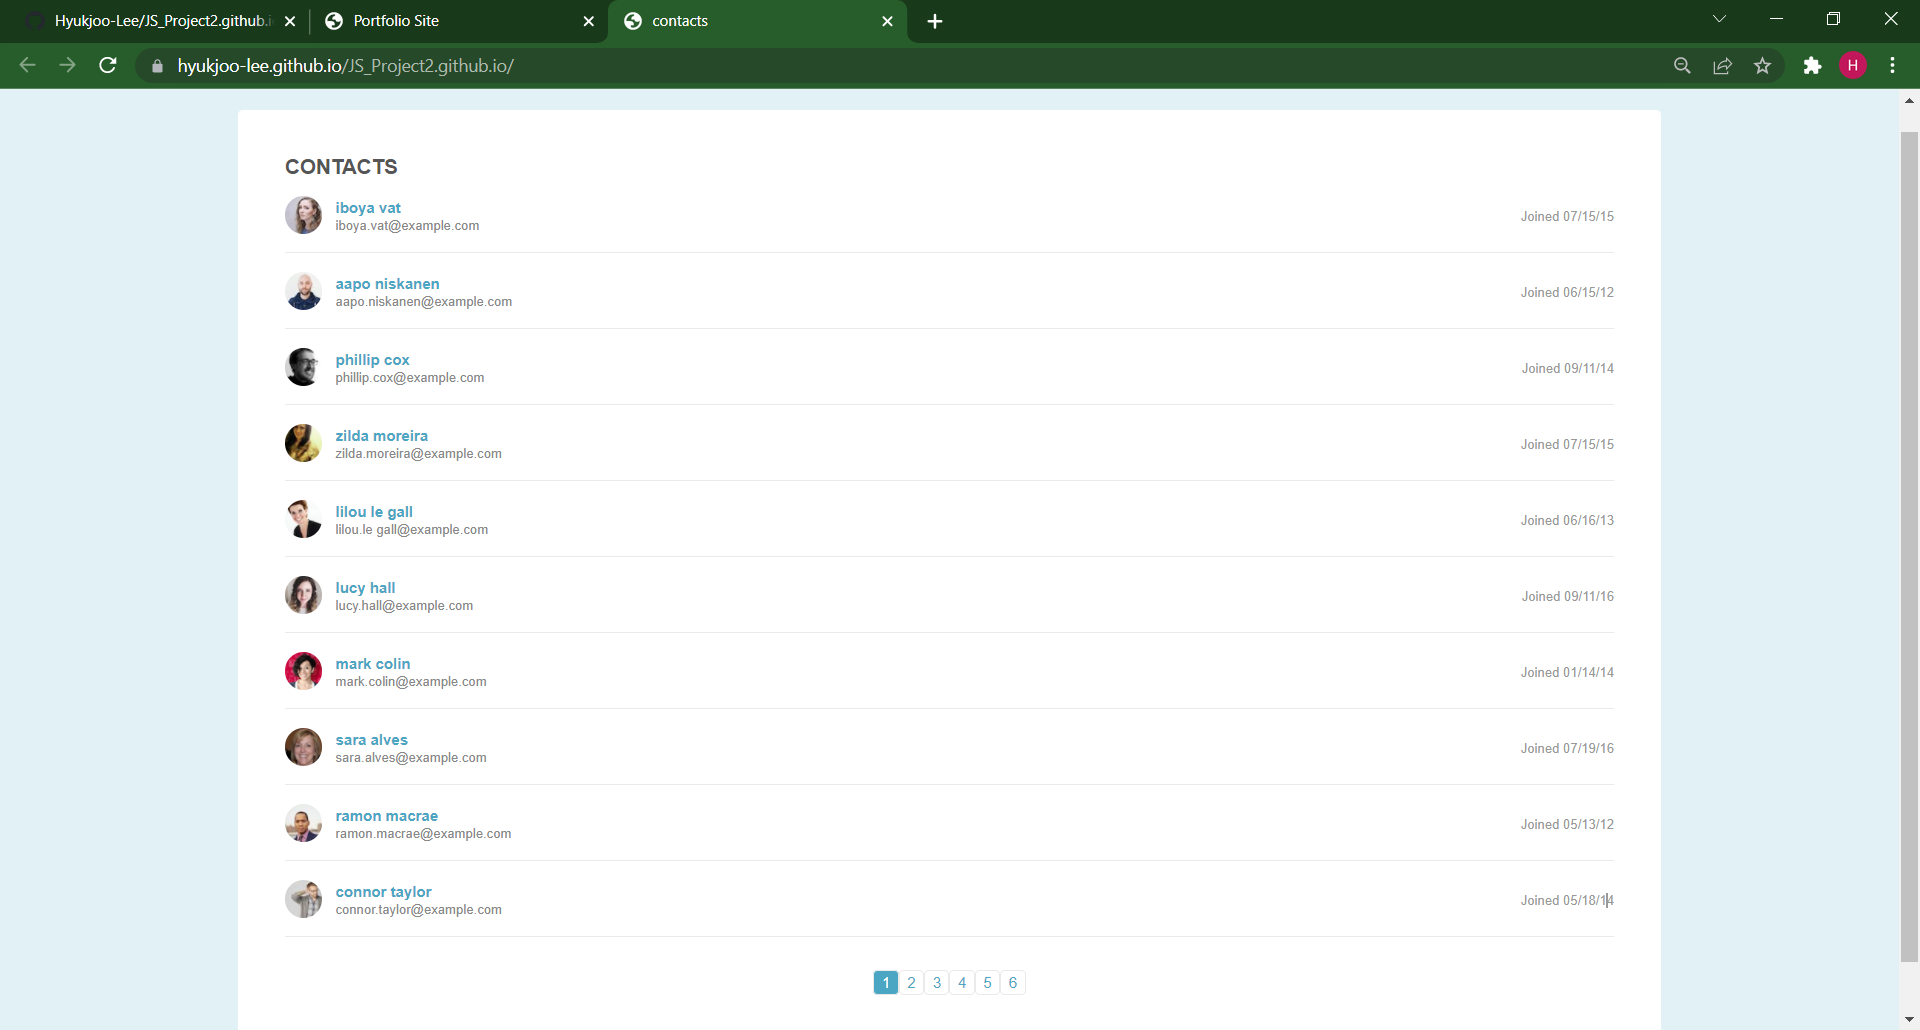 Hyukjoo-Lee/JS_Project2.github.i
Portfolio Site
contacts
hyukjoo-lee.github.io/JS_Project2.github.io/
H
CONTACTS
iboya vat
iboya.vat@example.com
Joined 07/15/15
aapo niskanen
aapo.niskanen@example.com
Joined 06/15/12
phillip cox
phillip.cox@example.com
Joined 09/11/14
zilda moreira
zilda.moreira@example.com
Joined 07/15/15
lilou le gall
lilou.le gall@example.com
Joined 06/16/13
lucy hall
lucy.hall@example.com
Joined 09/11/16
mark colin
mark.colin@example.com
Joined 01/14/14
sara alves
sara.alves@example.com
Joined 07/19/16
ramon macrae
ramon.macrae@example.com
Joined 05/13/12
connor taylor
connor.taylor@example.com
Joined 05/18/14
1 2 3 4 5 6